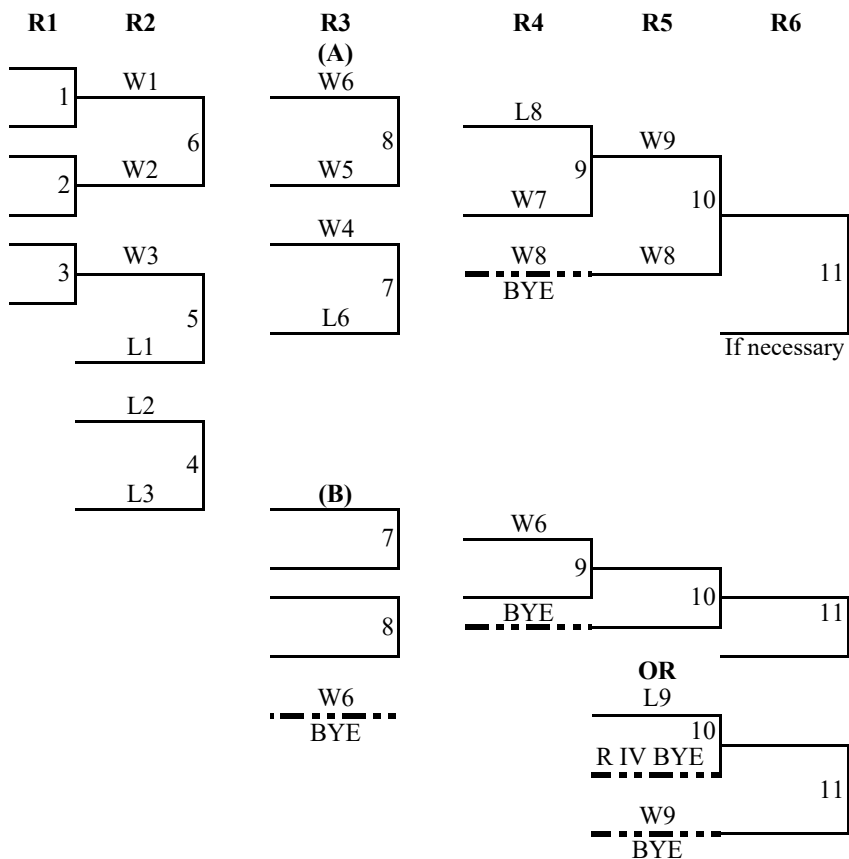 R1 R2 R3 R4 R5 R6
(A)
W1 W6
1 L8
6 8 W9
W2 W5 9
2 10
W7
W3 W4 W8 W8
3 BYE
7 11
5
L1 L6 If necessary
L2
4
L3 (B)
7 W6
9
10
8 BYE 11
OR
W6 L9
BYE 10
R IV BYE
11
W9
BYE